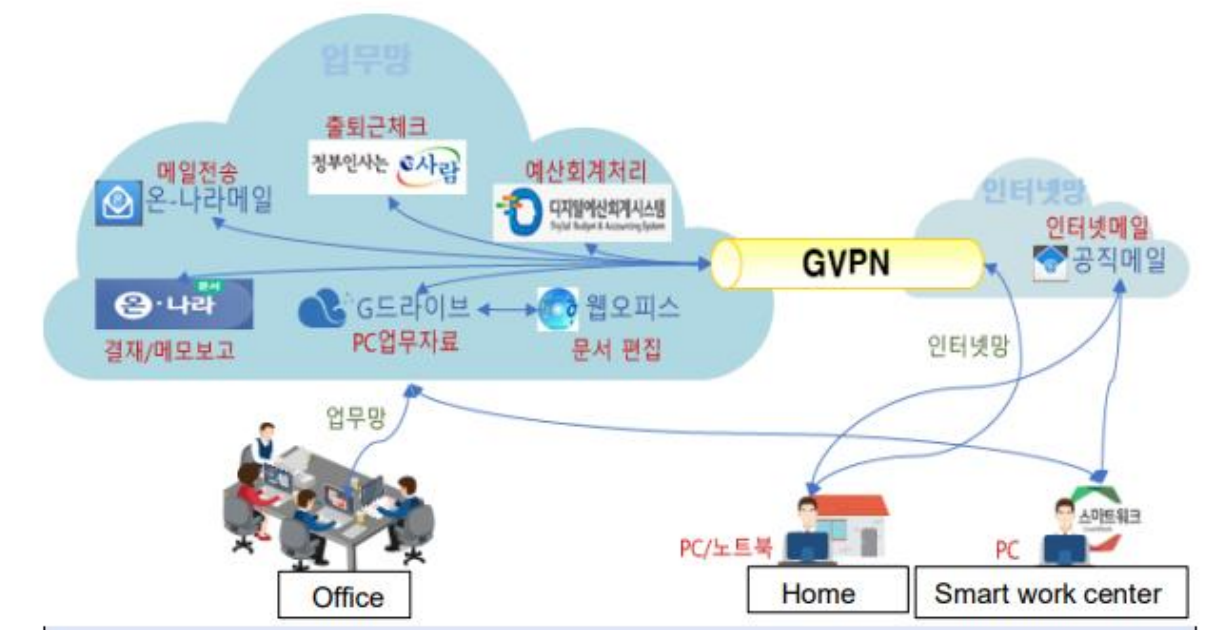 업무망
출퇴근체크
정부인사는 e사람
메일전송
온-나라메일
예산회계처리
디지털예산회계시스템
Digital Budget & Accounting System
인터넷망
인터넷메일
공직메일
GVPN
문서
온·나라
결재/메모보고
G드라이브
PC업무자료
웹오피스
문서 편집
인터넷망
업무망
스마트워크
PC/노트북
PC
Office
Home
Smart work center